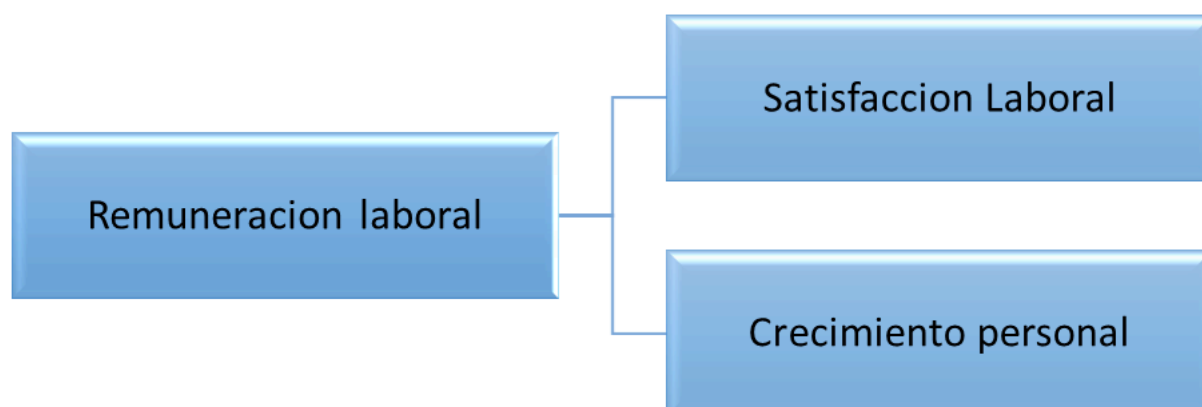 Satisfaccion Laboral
Remuneracion laboral
Crecimiento personal